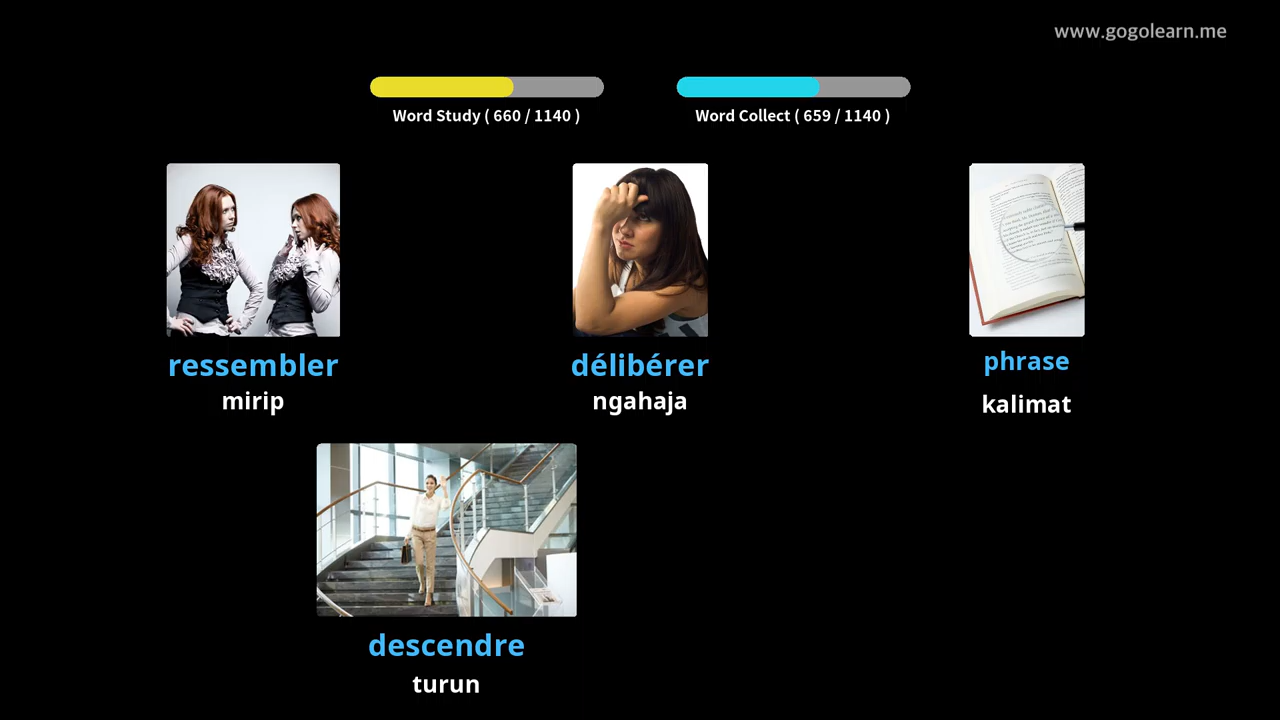 www.gogolearn.me
Word Study ( 660 / 1140 )
Word Collect ( 659 / 1140 )
ressembler
mirip
délibérer
ngahaja
phrase
kalimat
descendre
turun